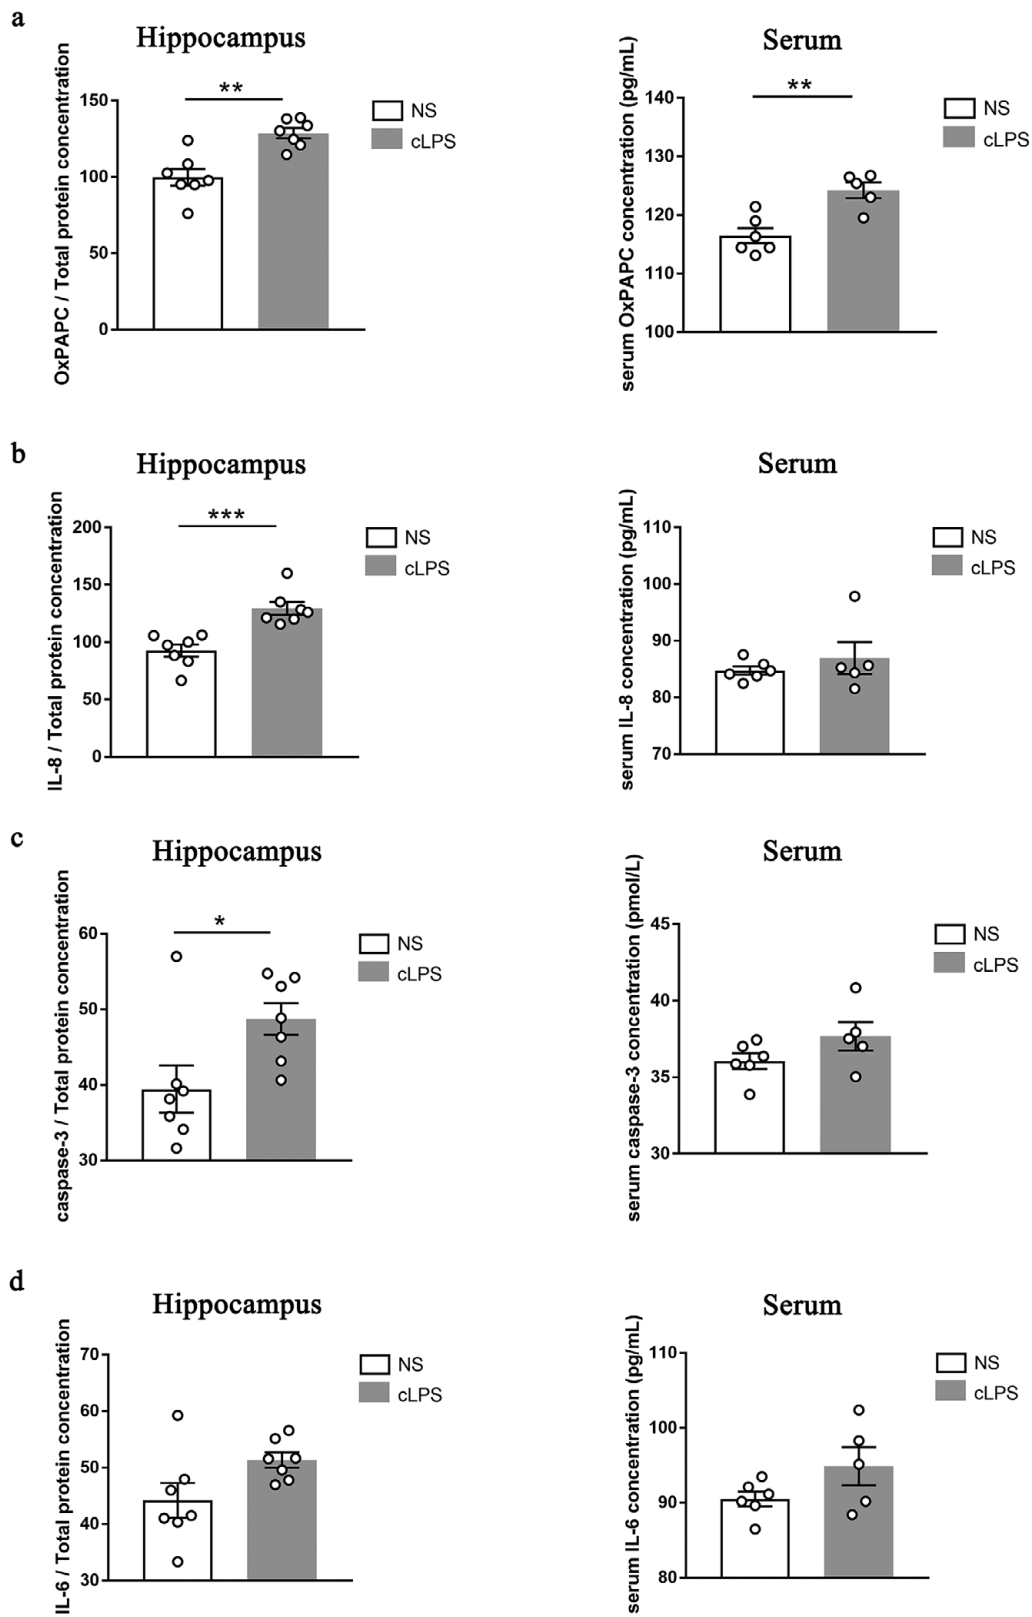 a
Hippocampus
OxPAPC / Total protein concentration
150
100
50
0
**
NS
cLPS
Serum
serum OxPAPC concentration (pg/mL)
140
130
120
110
100
**
NS
cLPS
b
Hippocampus
IL-8 / Total protein concentration
200
150
100
50
0
***
NS
cLPS
Serum
serum IL-8 concentration (pg/mL)
110
100
90
80
70
NS
cLPS
c
Hippocampus
caspase-3 / Total protein concentration
60
50
40
30
*
NS
cLPS
Serum
serum caspase-3 concentration (pmol/L)
45
40
35
30
NS
cLPS
d
Hippocampus
IL-6 / Total protein concentration
70
60
50
40
30
NS
cLPS
Serum
serum IL-6 concentration (pg/mL)
110
100
90
80
NS
cLPS